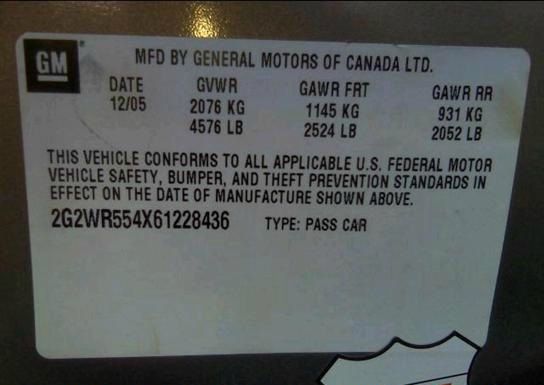 GM MFD BY GENERAL MOTORS OF CANADA LTD.
DATE GVWR GAWR FRT GAWR RR
12/05 2076 KG 1145 KG 931 KG
4576 LB 2524 LB 2052 LB
THIS VEHICLE CONFORMS TO ALL APPLICABLE U.S. FEDERAL MOTOR
VEHICLE SAFETY, BUMPER, AND THEFT PREVENTION STANDARDS IN
EFFECT ON THE DATE OF MANUFACTURE SHOWN ABOVE.
2G2WR554X61228436 TYPE: PASS CAR